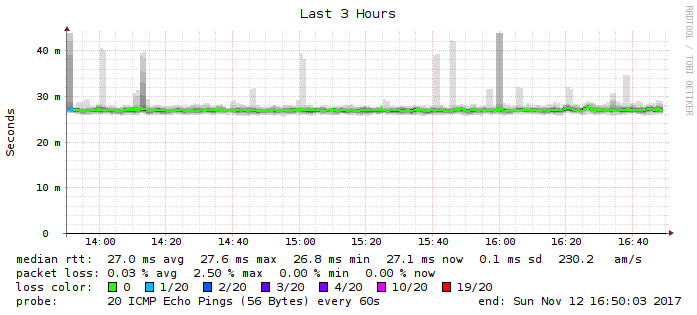 Last 3 Hours
RRDTOOL / TOBI OETIKER
Seconds
40 m
30 m
20 m
10 m
0
14:00 14:20 14:40 15:00 15:20 15:40 16:00 16:20 16:40
median rtt: 27.0 ms avg 27.6 ms max 26.8 ms min 27.1 ms now 0.1 ms sd 230.2 am/s
packet loss: 0.03 % avg 2.50 % max 0.00 % min 0.00 % now
loss color: 0 1/20 2/20 3/20 4/20 10/20 19/20
probe: 20 ICMP Echo Pings (56 Bytes) every 60s end: Sun Nov 12 16:50:03 2017